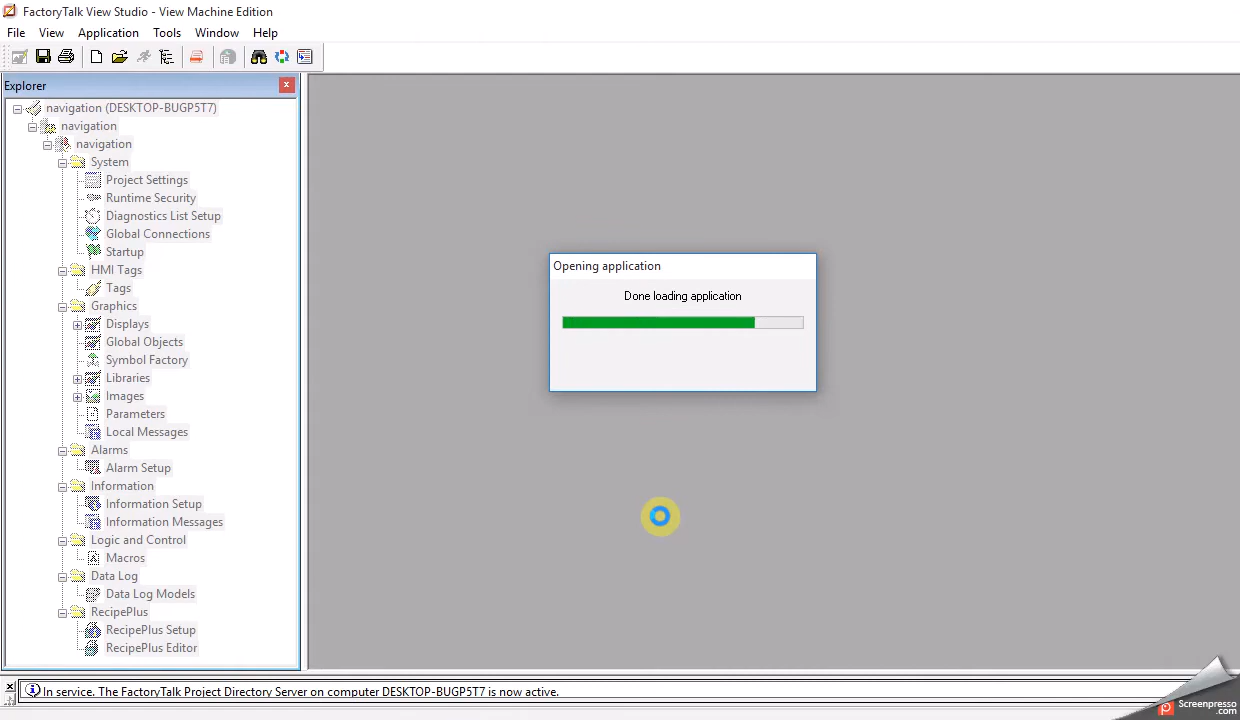 FactoryTalk View Studio - View Machine Edition
File View Application Tools Window Help
Explorer
navigation (DESKTOP-BUGP5T7)
navigation
navigation
System
Project Settings
Runtime Security
Diagnostics List Setup
Global Connections
Startup
HMI Tags
Tags
Graphics
Displays
Global Objects
Symbol Factory
Libraries
Images
Parameters
Local Messages
Alarms
Alarm Setup
Information
Information Setup
Information Messages
Logic and Control
Macros
Data Log
Data Log Models
RecipePlus
RecipePlus Setup
RecipePlus Editor
Opening application
Done loading application
In service. The FactoryTalk Project Directory Server on computer DESKTOP-BUGP5T7 is now active.
Screenpresso
.com